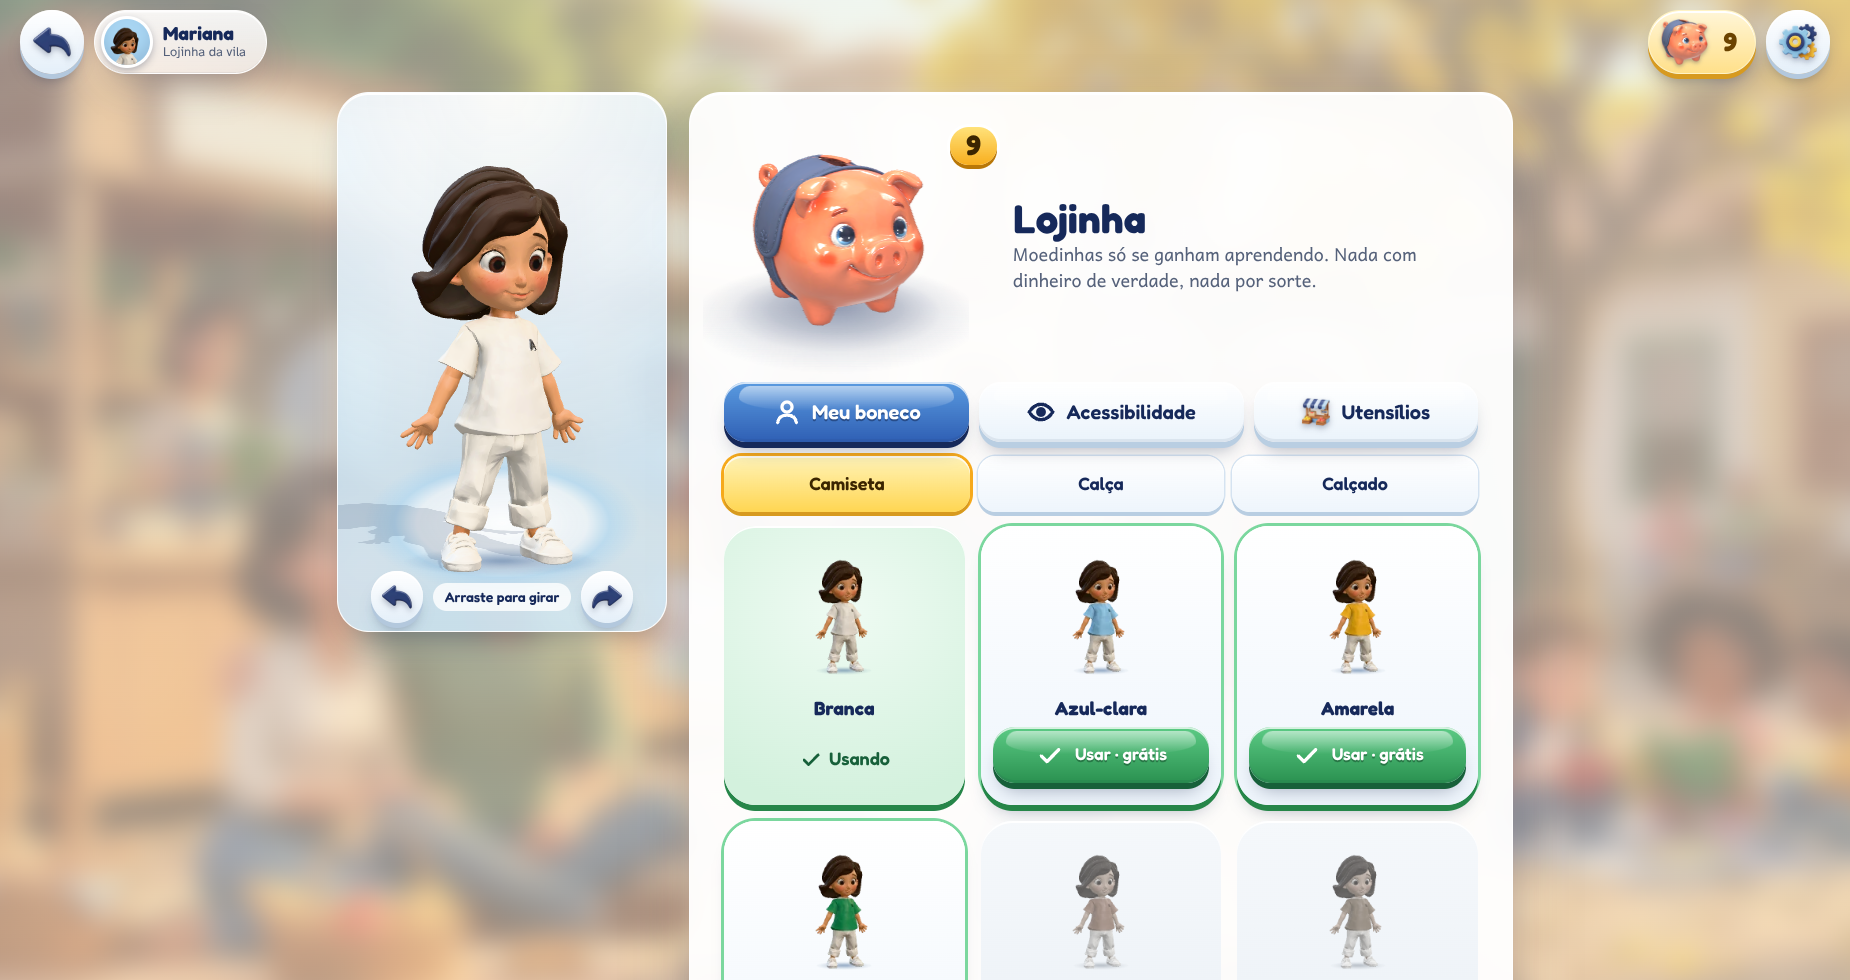 Mariana
Lojinha da vila
9
9
Lojinha
Moedinhas só se ganham aprendendo. Nada com
dinheiro de verdade, nada por sorte.
Meu boneco
Acessibilidade
Utensílios
Camiseta
Calça
Calçado
Arraste para girar
Branca
Azul-clara
Amarela
Usando
Usar · grátis
Usar · grátis